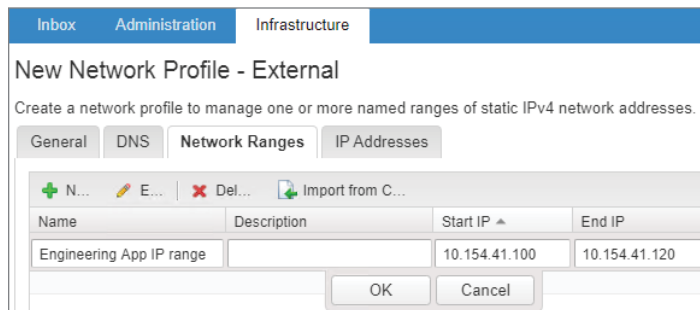 Inbox Administration Infrastructure
New Network Profile - External
Create a network profile to manage one or more named ranges of static IPv4 network addresses.
General DNS Network Ranges IP Addresses
N... E... Del... Import from C...
Name Description Start IP End IP
Engineering App IP range 10.154.41.100 10.154.41.120
OK Cancel